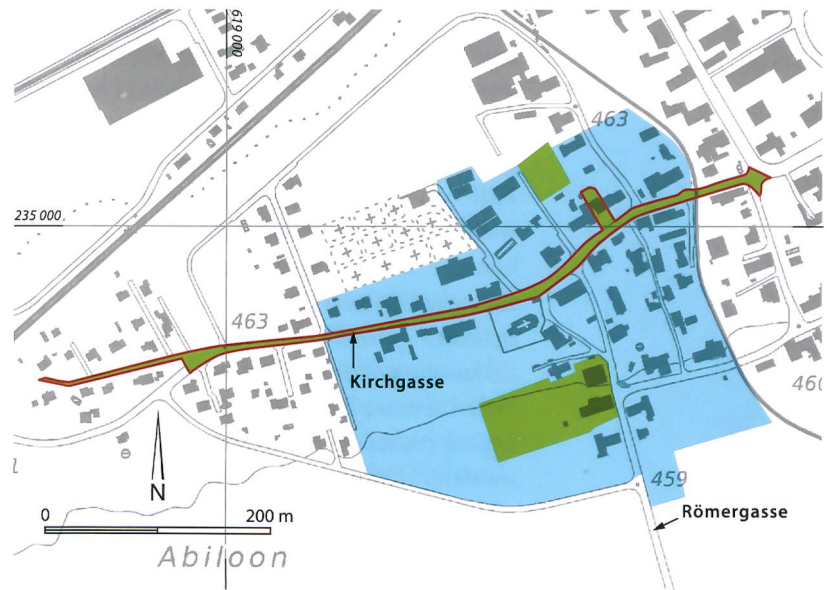 619 000
463
235 000
463
Kirchgasse
460
N
459
0 200 m
Römergasse
Abiloon